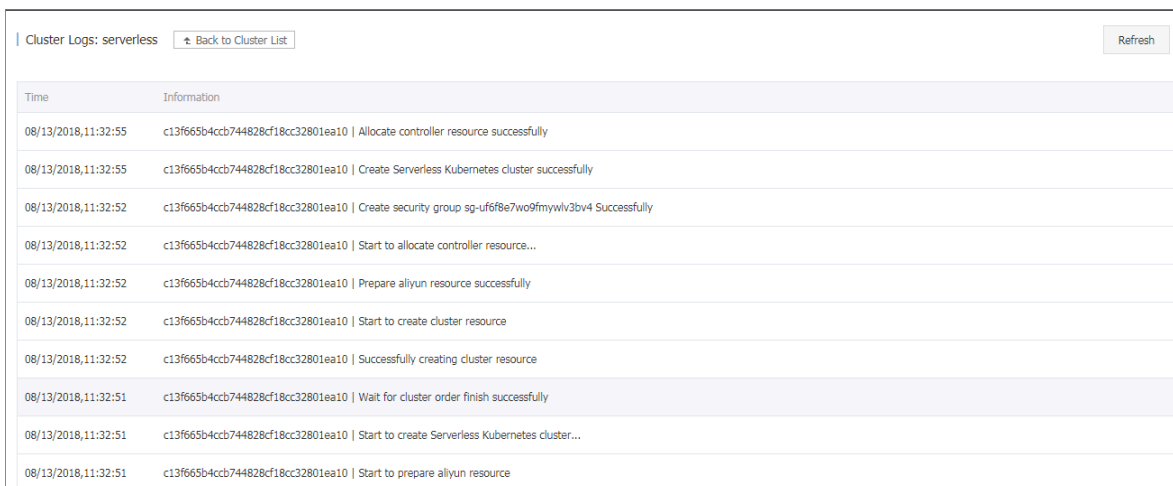 Cluster Logs: serverless Back to Cluster List Refresh
Time Information
08/13/2018,11:32:55 c13f665b4ccb744828cf18cc32801ea10 | Allocate controller resource successfully
08/13/2018,11:32:55 c13f665b4ccb744828cf18cc32801ea10 | Create Serverless Kubernetes cluster successfully
08/13/2018,11:32:52 c13f665b4ccb744828cf18cc32801ea10 | Create security group sg-uf6f8e7wo9fmywlv3bv4 Successfully
08/13/2018,11:32:52 c13f665b4ccb744828cf18cc32801ea10 | Start to allocate controller resource...
08/13/2018,11:32:52 c13f665b4ccb744828cf18cc32801ea10 | Prepare aliyun resource successfully
08/13/2018,11:32:52 c13f665b4ccb744828cf18cc32801ea10 | Start to create cluster resource
08/13/2018,11:32:52 c13f665b4ccb744828cf18cc32801ea10 | Successfully creating cluster resource
08/13/2018,11:32:51 c13f665b4ccb744828cf18cc32801ea10 | Wait for cluster order finish successfully
08/13/2018,11:32:51 c13f665b4ccb744828cf18cc32801ea10 | Start to create Serverless Kubernetes cluster...
08/13/2018,11:32:51 c13f665b4ccb744828cf18cc32801ea10 | Start to prepare aliyun resource